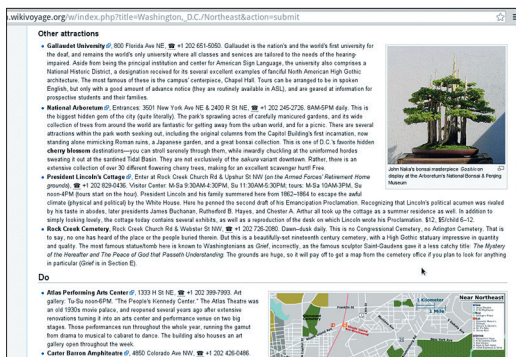 .wikivoyage.org/w/index.php?title=Washington,_D.C./Northeast&action=submit
Other attractions
• Gallaudet University, 800 Florida Ave NE, ☎ +1 202 651-5050. Gallaudet is the nation's and the world's first university for
the deaf, and remains the world's only university where all classes and services are tailored to the needs of the hearing-
impaired. Aside from being the principal institution and center for American Sign Language, the university also comprises a
National Historic District, a designation received for its several excellent examples of fanciful North American High Gothic
architecture. The most famous of these is the campus' centerpiece, Chapel Hall. Tours can be arranged to be in spoken
English, but only with a good amount of advance notice (they are routinely available in ASL), and are geared at information for
prospective students and their families.
• National Arboretum, Entrances: 3501 New York Ave NE & 2400 R St NE, ☎ +1 202 245-2726. 8AM-5PM daily. This is
the biggest hidden gem of the city (quite literally). The park's sprawling acres of carefully manicured gardens, and its wide
collection of trees from around the world are fantastic for getting away from the urban world, and for a picnic. There are several
attractions within the park worth seeking out, including the original columns from the Capitol Building's first incarnation, now
standing alone mimicking Roman ruins, a Japanese garden, and a great bonsai collection. This is one of D.C.'s favorite hidden
cherry blossom destinations—you can stroll serenely through them, while inwardly chuckling at the uninformed hordes
sweating it out at the sardined Tidal Basin. They are not exclusively of the sakura variant downtown. Rather, there is an
extensive collection of over 30 different flowering cherry trees, making for an excellent scavenger hunt! Free.
John Naka's bonsai masterpiece Goshin on
display at the Arboretum's National Bonsai & Penjing
Museum
• President Lincoln's Cottage, Enter at Rock Creek Church Rd & Upshur St NW (on the Armed Forces' Retirement Home
grounds), ☎ +1 202 829-0436. Visitor Center: M-Sa 9:30AM-4:30PM, Su 11:30AM-5:30PM; tours: M-Sa 10AM-3PM, Su
noon-4PM (tours start on the hour). President Lincoln and his family summered here from 1862–1864 to escape the awful
climate (physical and political) by the White House. Here he penned the second draft of his Emancipation Proclamation. Recognizing that Lincoln's political acumen was rivaled
by his taste in abodes, later presidents James Buchanan, Rutherford B. Hayes, and Chester A. Arthur all took up the cottage as a summer residence as well. In addition to
simply looking lovely, the cottage today contains several exhibits, as well as a reproduction of the desk on which Lincoln wrote his Proclamation. $12, $5/child 6–12.
• Rock Creek Cemetery, Rock Creek Church Rd & Webster St NW, ☎ +1 202 726-2080. Dawn–dusk daily. This is no Congressional Cemetery, no Arlington Cemetery. That is
to say, no one has heard of the place or the people buried therein. But this is a beautifully-set nineteenth century cemetery, with a High Gothic statuary impressive in quantity
and quality. The most famous statue/tomb here is known to Washingtonians as Grief, incorrectly, as the famous sculptor Saint-Gaudens gave it a less catchy title: The Mystery
of the Hereafter and The Peace of God that Passeth Understanding. The grounds are huge, so it will pay off to get a map from the cemetery office if you plan to look for anything
in particular (Grief is in Section E).
Do
• Atlas Performing Arts Center, 1333 H St NE, ☎ +1 202 399-7993. Art
gallery: Tu-Su noon-6PM. "The People's Kennedy Center." The Atlas Theatre was
an old 1930s movie palace, and reopened several years ago after extensive
renovations turning it into an arts center and performance venue on two big
stages. Those performances run throughout the whole year, running the gamut
from drama to musical to cabaret to dance. The building also houses an art
gallery open throughout the week.
• Carter Barron Amphitheatre, 4850 Colorado Ave NW, ☎ +1 202 426-0486.
Near Northeast
1 Kilometer
1 Mile